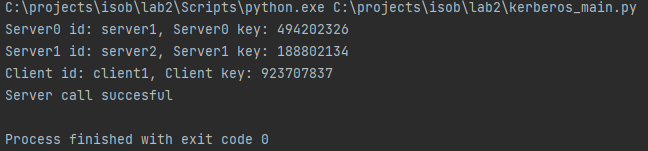 C:\projects\isob\lab2\Scripts\python.exe C:\projects\isob\lab2\kerberos_main.py
Server0 id: server1, Server0 key: 494202326
Server1 id: server2, Server1 key: 188802134
Client id: client1, Client key: 923707837
Server call succesful
Process finished with exit code 0